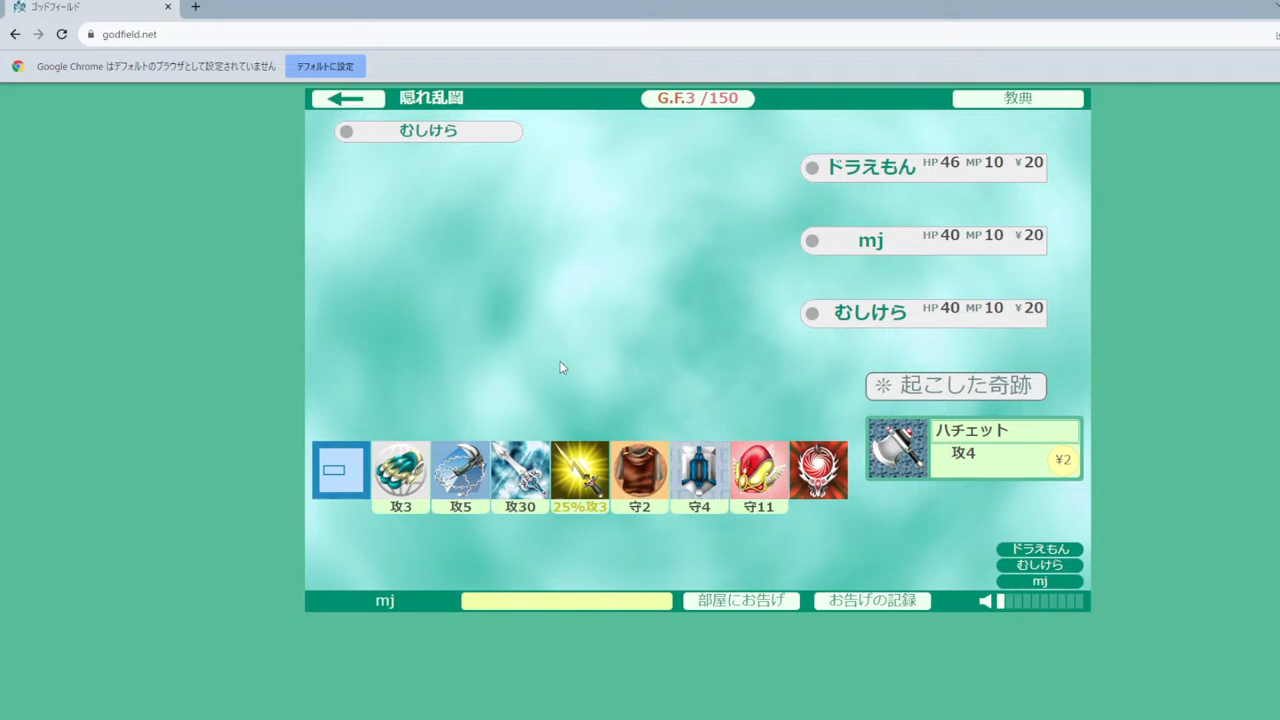 ゴッドフィールド
godfield.net
Google Chrome はデフォルトのブラウザとして設定されていません
デフォルトに設定
隠れ乱闘
G.F.3 /150
教典
むしけら
ドラえもん HP 46 MP 10 ¥ 20
mj HP 40 MP 10 ¥ 20
むしけら HP 40 MP 10 ¥ 20
※ 起こした奇跡
ハチェット
攻4
¥2
攻3 攻5 攻30 25%攻3 守2 守4 守11
ドラえもん
むしけら
mj
mj
部屋にお告げ
お告げの記録